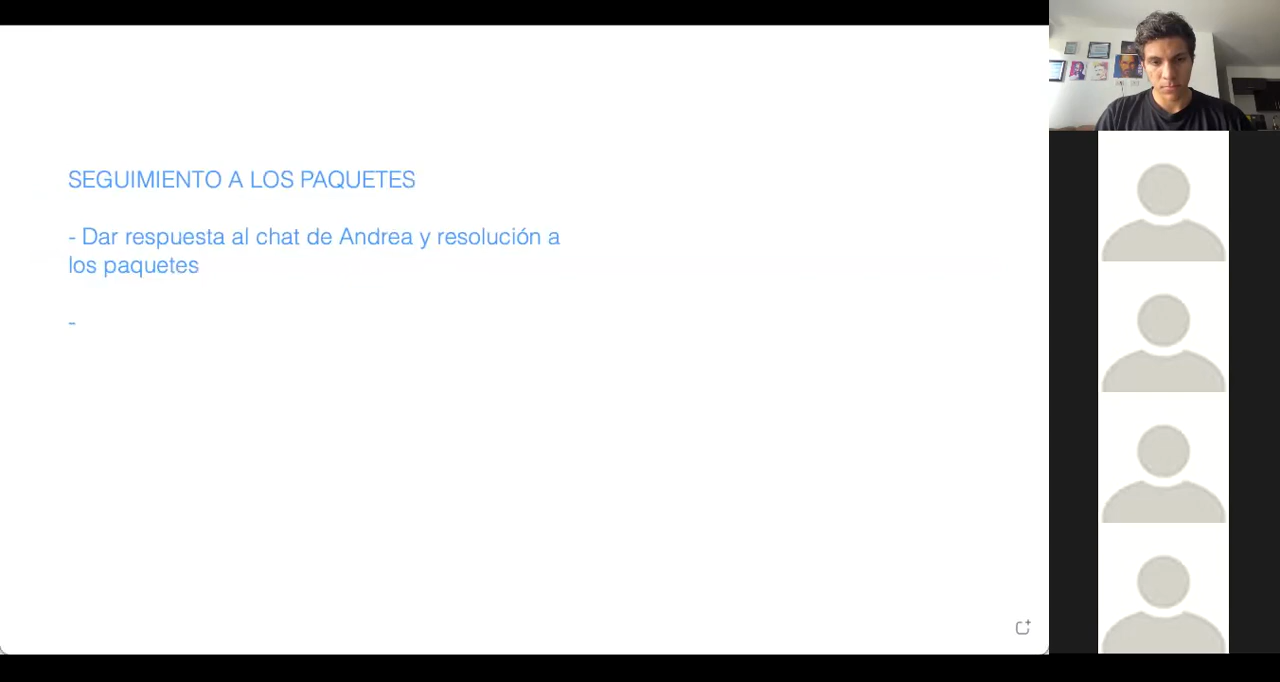 SEGUIMIENTO A LOS PAQUETES
- Dar respuesta al chat de Andrea y resolución a
los paquetes
-